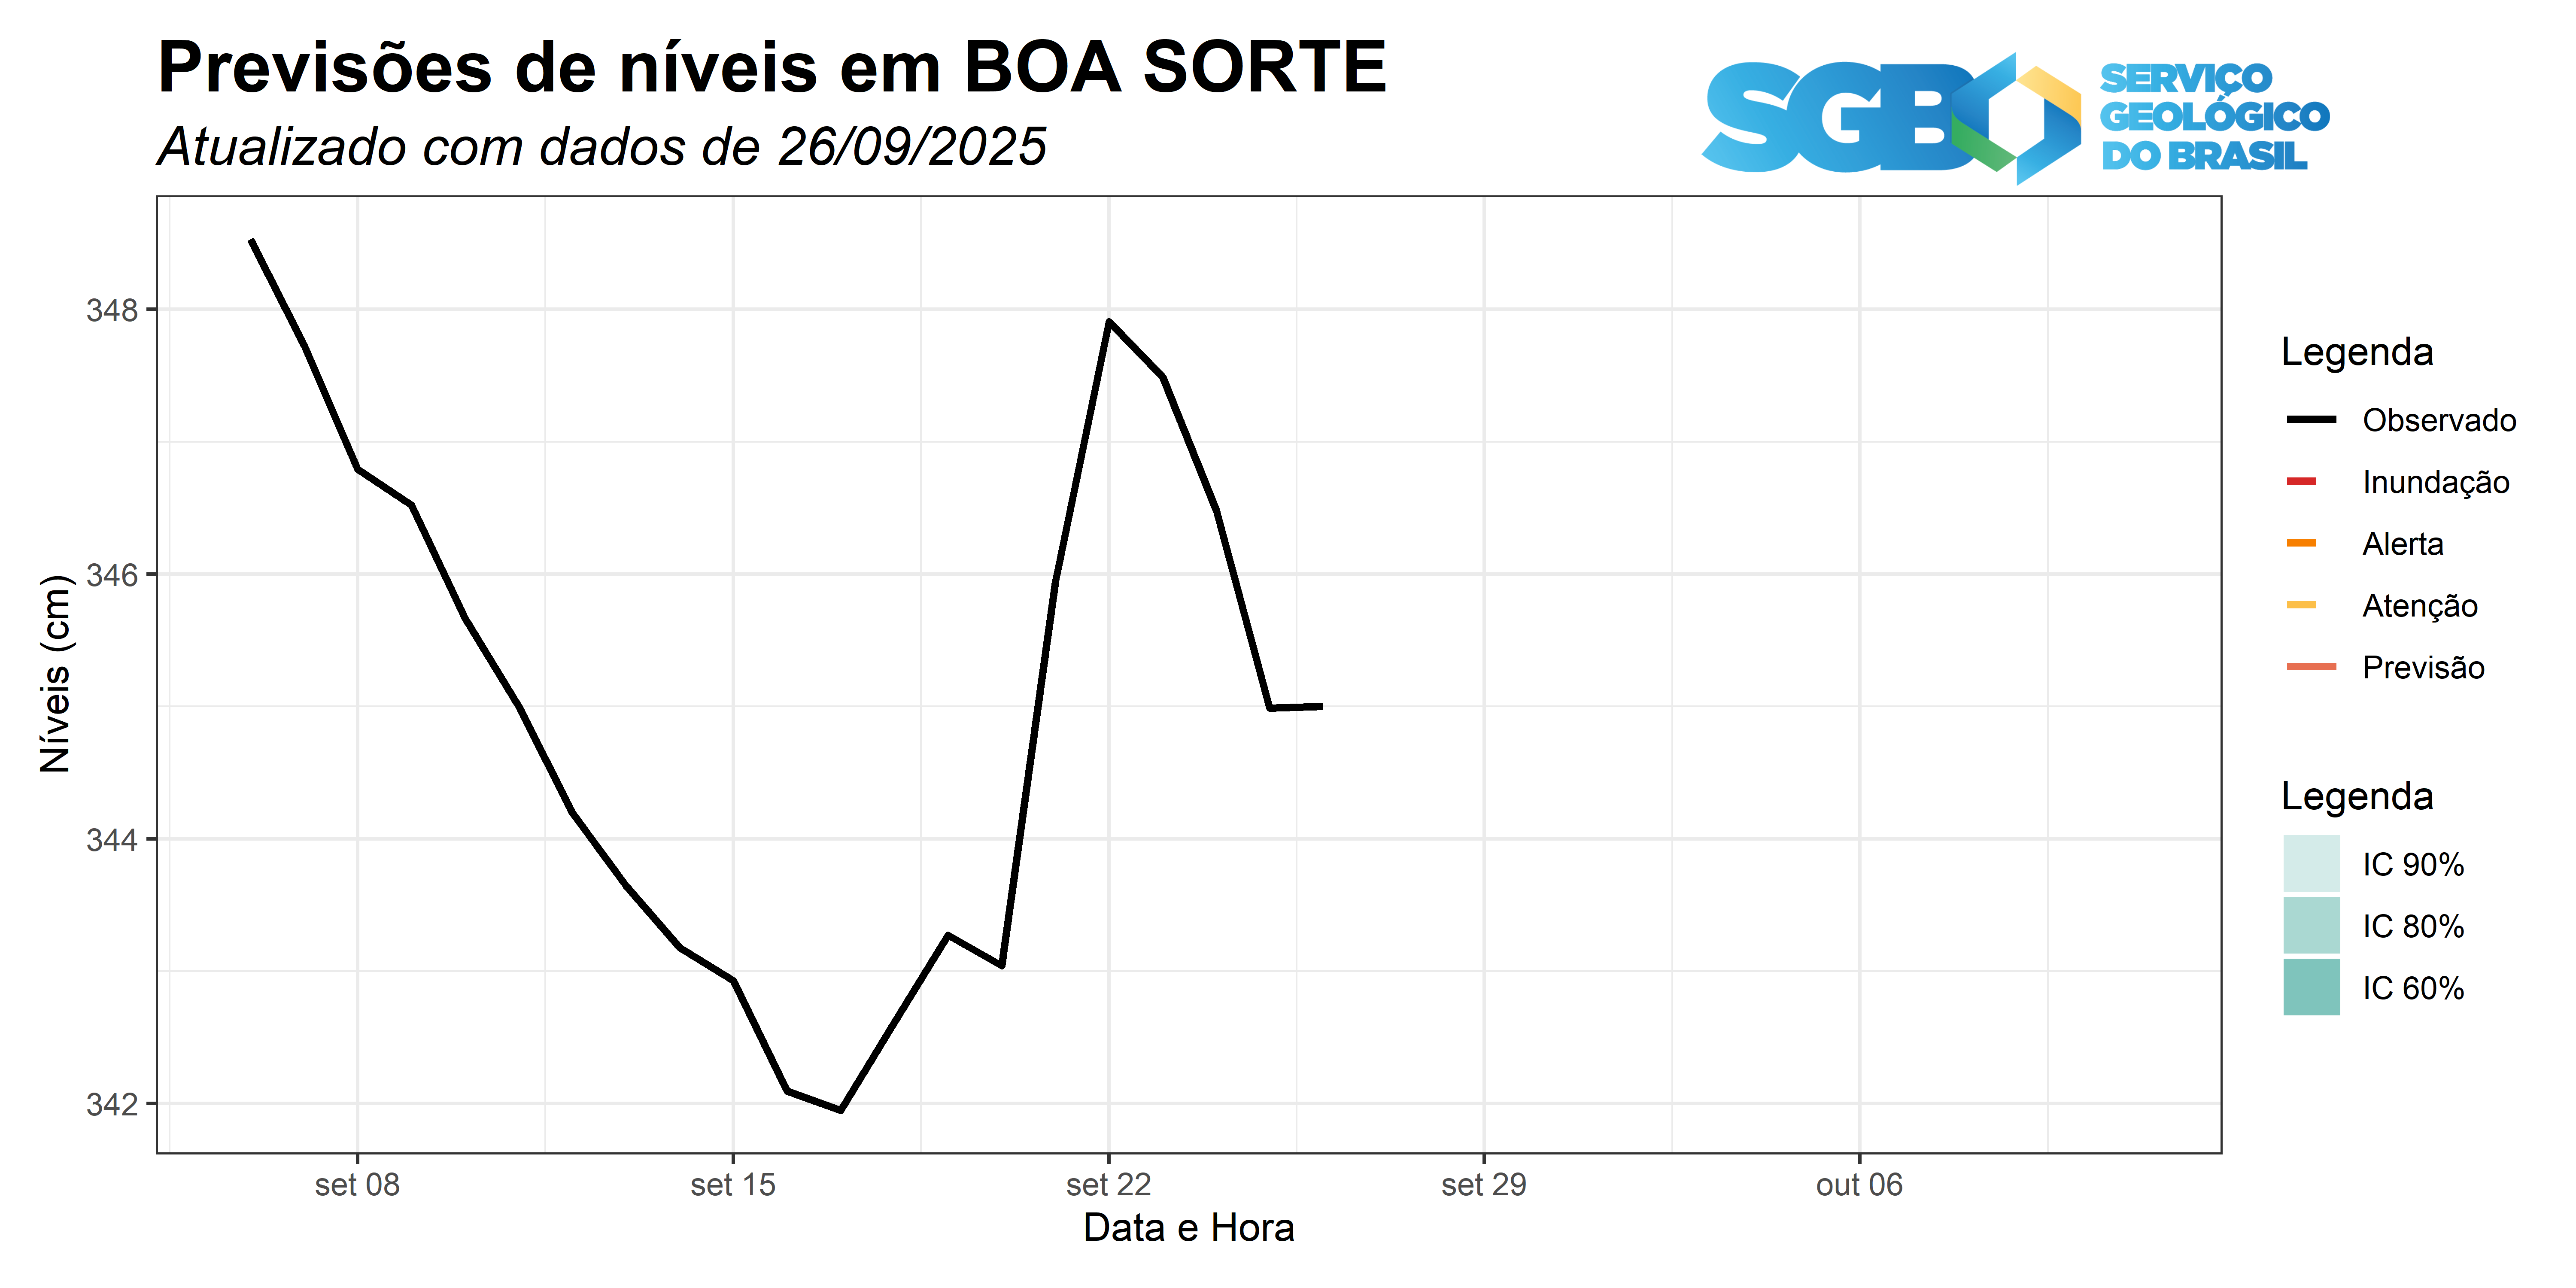 Previsões de níveis em BOA SORTE
Atualizado com dados de 26/09/2025
SGB
SERVIÇO
GEOLÓGICO
DO BRASIL
348
346
344
342
Níveis (cm)
set 08
set 15
set 22
set 29
out 06
Data e Hora
Legenda
Observado
Inundação
Alerta
Atenção
Previsão
Legenda
IC 90%
IC 80%
IC 60%